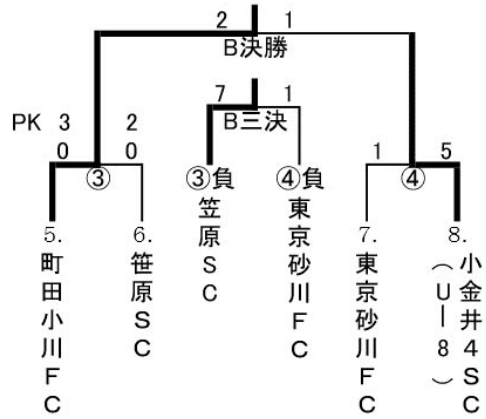 2 1
B決勝
7 1
B三決
PK 3 2
0 0
1 5
③ ③負 ④負 ④
5. 町田小川FC
6. 笹原SC
笠原SC
東京砂川FC
7. 東京砂川FC
8. 小金井4SC
(U-8)